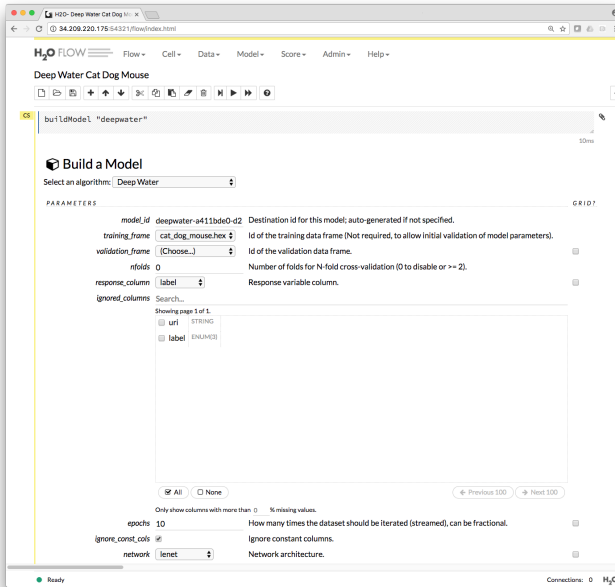 H2O- Deep Water Cat Dog Mo
34.209.220.175:54321/flow/index.html
H2O FLOW Flow Cell Data Model Score Admin Help
Deep Water Cat Dog Mouse
CS
buildModel "deepwater"
10ms
Build a Model
Select an algorithm: Deep Water
PARAMETERS GRID?
model_id deepwater-a411bde0-d2 Destination id for this model; auto-generated if not specified.
training_frame cat_dog_mouse.hex Id of the training data frame (Not required, to allow initial validation of model parameters).
validation_frame (Choose...) Id of the validation data frame.
nfolds 0 Number of folds for N-fold cross-validation (0 to disable or >= 2).
response_column label Response variable column.
ignored_columns Search...
Showing page 1 of 1.
uri STRING
label ENUM(3)
All None Previous 100 Next 100
Only show columns with more than 0 % missing values.
epochs 10 How many times the dataset should be iterated (streamed), can be fractional.
ignore_const_cols Ignore constant columns.
network lenet Network architecture.
Ready Connections: 0 H2O